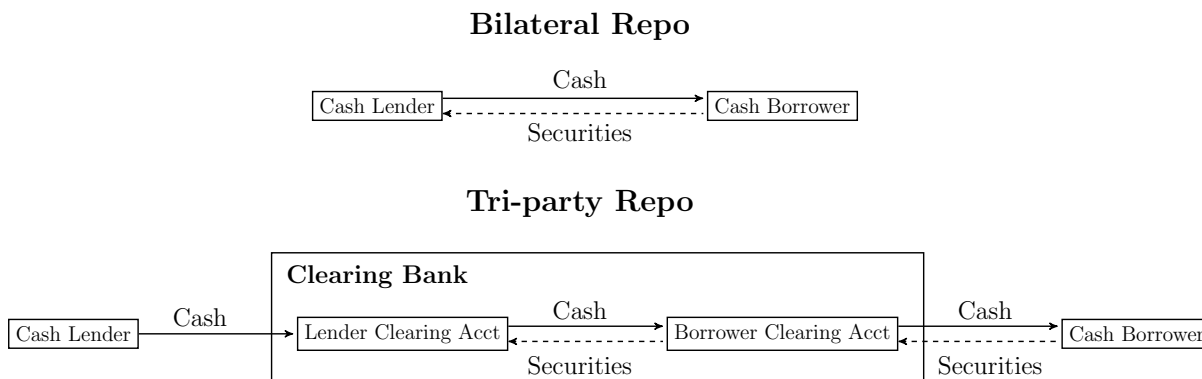 Bilateral Repo
Cash
Cash Lender
Cash Borrower
Securities
Tri-party Repo
Clearing Bank
Cash Lender
Cash
Lender Clearing Acct
Cash
Securities
Borrower Clearing Acct
Cash
Securities
Cash Borrower